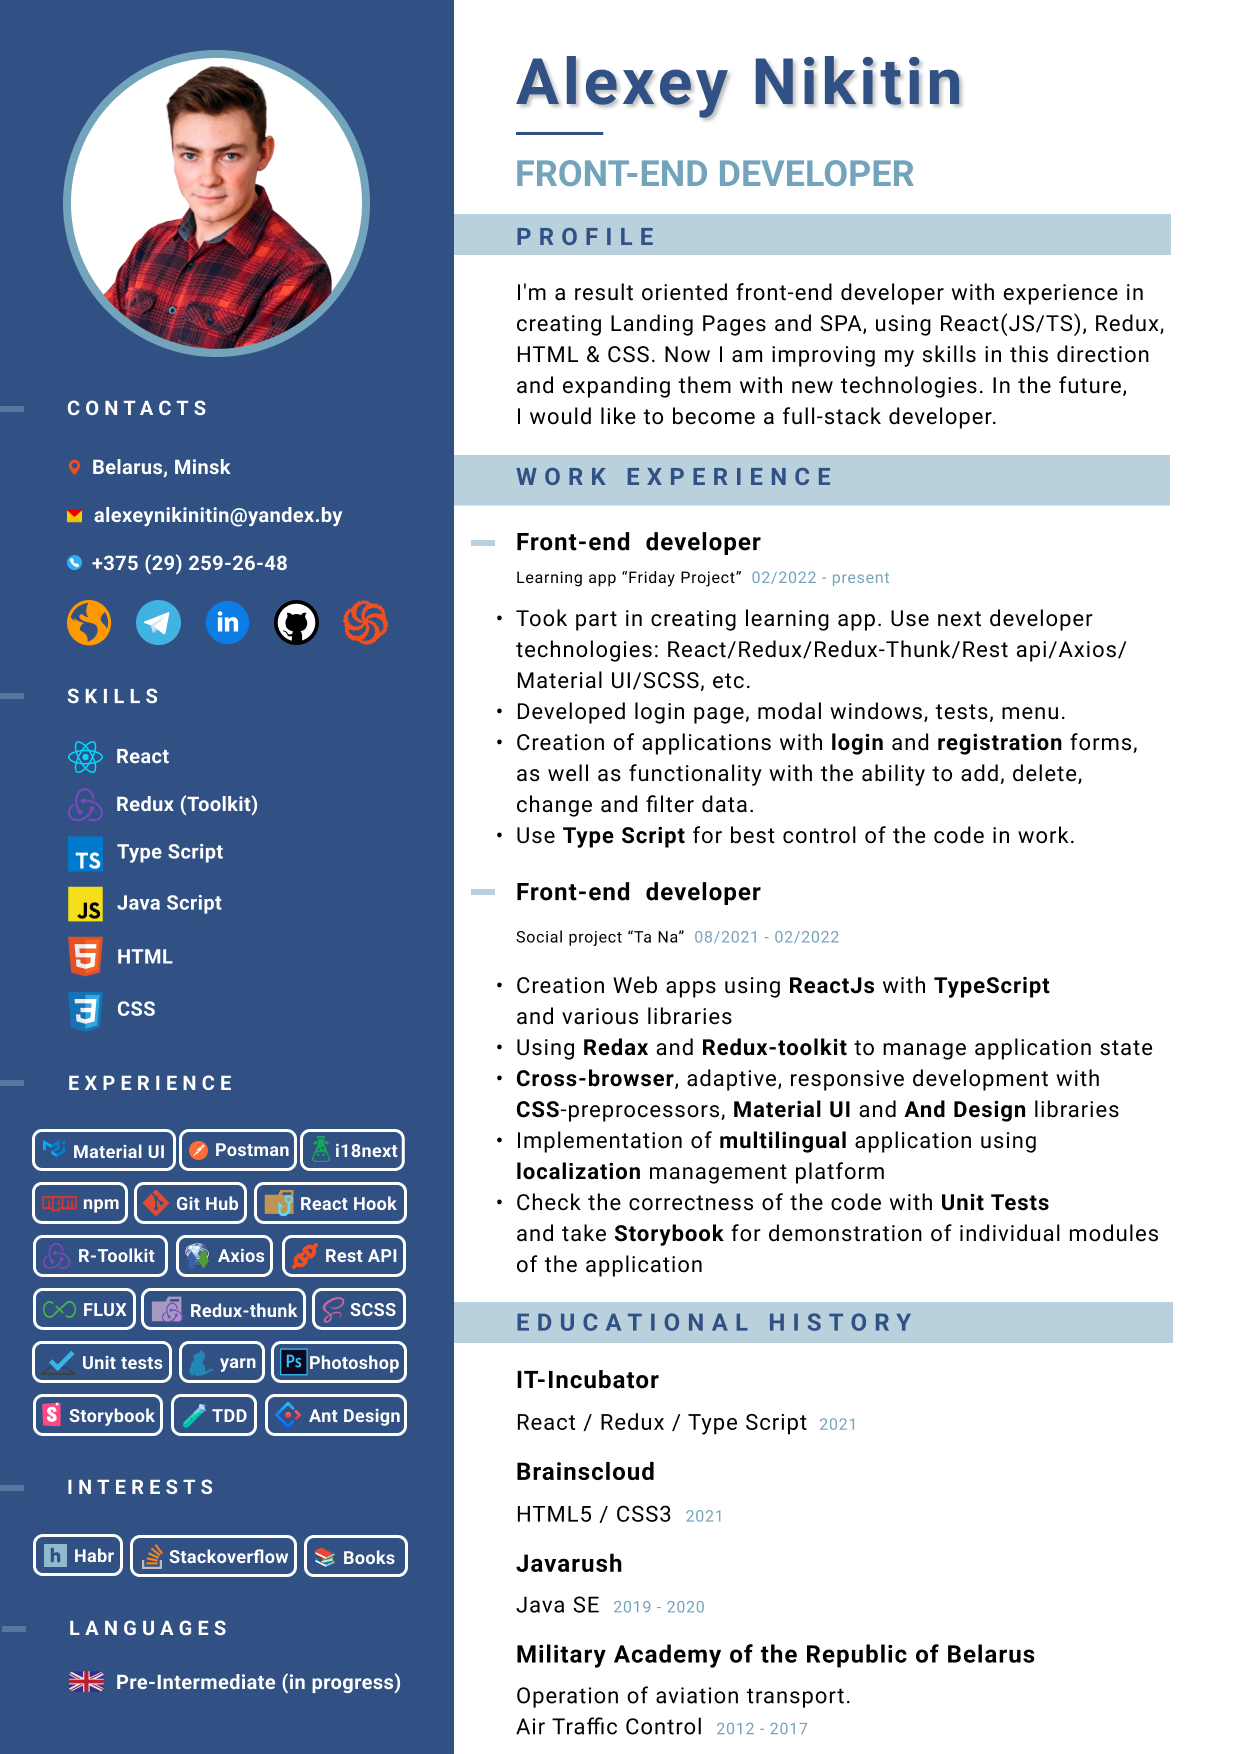 Alexey Nikitin
FRONT-END DEVELOPER
PROFILE
I'm a result oriented front-end developer with experience in
creating Landing Pages and SPA, using React(JS/TS), Redux,
HTML & CSS. Now I am improving my skills in this direction
and expanding them with new technologies. In the future,
I would like to become a full-stack developer.
WORK EXPERIENCE
Front-end developer
Learning app “Friday Project” 02/2022 - present
• Took part in creating learning app. Use next developer
technologies: React/Redux/Redux-Thunk/Rest api/Axios/
Material UI/SCSS, etc.
• Developed login page, modal windows, tests, menu.
• Creation of applications with login and registration forms,
as well as functionality with the ability to add, delete,
change and filter data.
• Use Type Script for best control of the code in work.
Front-end developer
Social project “Ta Na” 08/2021 - 02/2022
• Creation Web apps using ReactJs with TypeScript
and various libraries
• Using Redax and Redux-toolkit to manage application state
• Cross-browser, adaptive, responsive development with
CSS-preprocessors, Material UI and And Design libraries
• Implementation of multilingual application using
localization management platform
• Check the correctness of the code with Unit Tests
and take Storybook for demonstration of individual modules
of the application
EDUCATIONAL HISTORY
IT-Incubator
React / Redux / Type Script 2021
Brainscloud
HTML5 / CSS3 2021
Javarush
Java SE 2019 - 2020
Military Academy of the Republic of Belarus
Operation of aviation transport.
Air Traffic Control 2012 - 2017
CONTACTS
Belarus, Minsk
alexeynikinitin@yandex.by
+375 (29) 259-26-48
in
SKILLS
React
Redux (Toolkit)
TS Type Script
JS Java Script
5 HTML
3 CSS
EXPERIENCE
Material UI Postman i18next
npm npm Git Hub React Hook
R-Toolkit Axios Rest API
FLUX Redux-thunk SCSS
Unit tests yarn Ps Photoshop
S Storybook TDD Ant Design
INTERESTS
h Habr Stackoverflow Books
LANGUAGES
Pre-Intermediate (in progress)